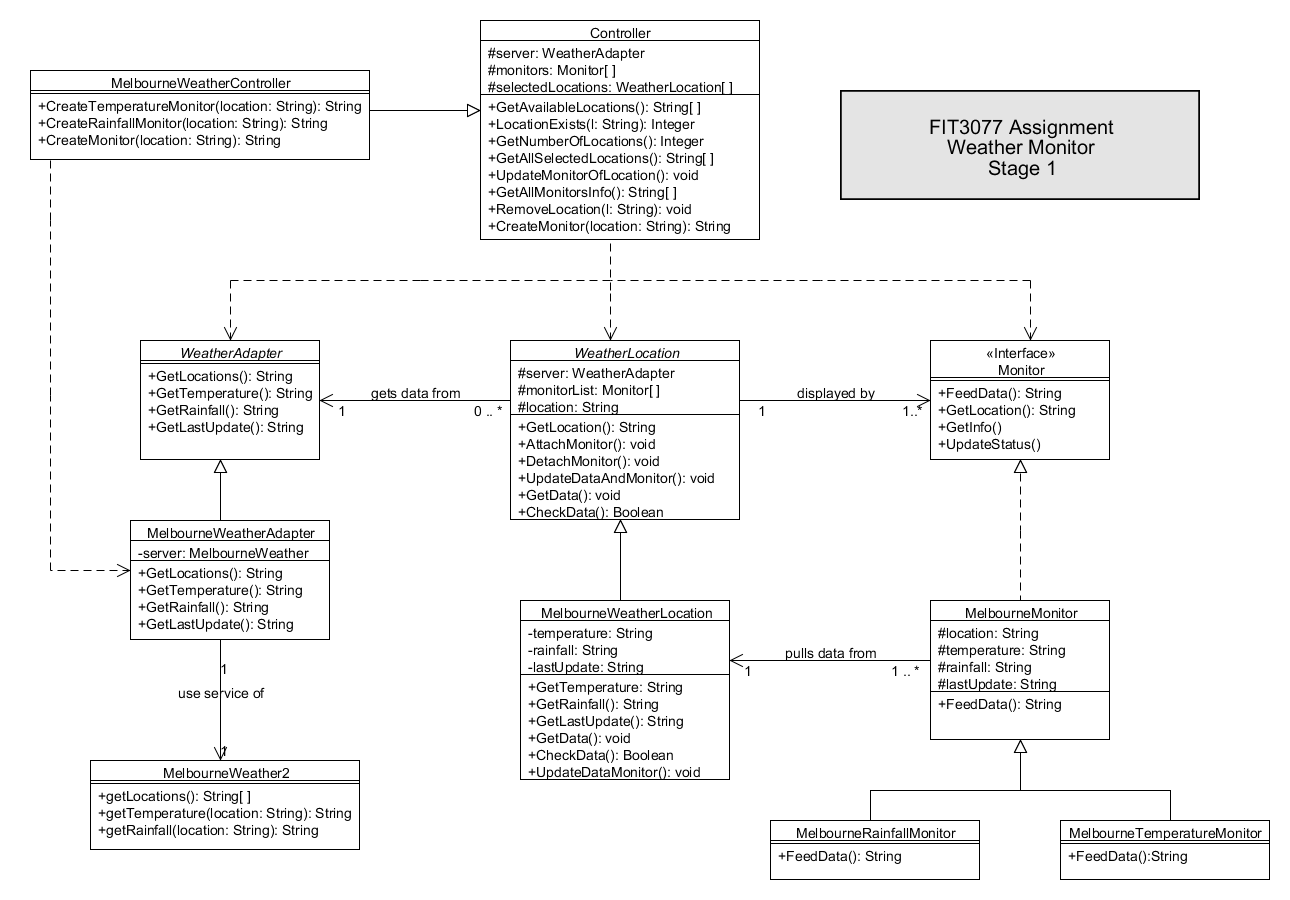 Controller
#server: WeatherAdapter
#monitors: Monitor[ ]
#selectedLocations: WeatherLocation[ ]
+GetAvailableLocations(): String[ ]
+LocationExists(l: String): Integer
+GetNumberOfLocations(): Integer
+GetAllSelectedLocations(): String[ ]
+UpdateMonitorOfLocation(): void
+GetAllMonitorsInfo(): String[ ]
+RemoveLocation(l: String): void
+CreateMonitor(location: String): String
MelbourneWeatherController
+CreateTemperatureMonitor(location: String): String
+CreateRainfallMonitor(location: String): String
+CreateMonitor(location: String): String
FIT3077 Assignment
Weather Monitor
Stage 1
WeatherAdapter
+GetLocations(): String
+GetTemperature(): String
+GetRainfall(): String
+GetLastUpdate(): String
gets data from
1
0 .. *
WeatherLocation
#server: WeatherAdapter
#monitorList: Monitor[ ]
#location: String
+GetLocation(): String
+AttachMonitor(): void
+DetachMonitor(): void
+UpdateDataAndMonitor(): void
+GetData(): void
+CheckData(): Boolean
displayed by
1
1..*
«Interface»
Monitor
+FeedData(): String
+GetLocation(): String
+GetInfo()
+UpdateStatus()
MelbourneWeatherAdapter
-server: MelbourneWeather
+GetLocations(): String
+GetTemperature(): String
+GetRainfall(): String
+GetLastUpdate(): String
1
use service of
1
MelbourneWeather2
+getLocations(): String[ ]
+getTemperature(location: String): String
+getRainfall(location: String): String
MelbourneWeatherLocation
-temperature: String
-rainfall: String
-lastUpdate: String
+GetTemperature: String
+GetRainfall(): String
+GetLastUpdate(): String
+GetData(): void
+CheckData(): Boolean
+UpdateDataMonitor(): void
pulls data from
1
1 .. *
MelbourneMonitor
#location: String
#temperature: String
#rainfall: String
#lastUpdate: String
+FeedData(): String
MelbourneRainfallMonitor
+FeedData(): String
MelbourneTemperatureMonitor
+FeedData():String